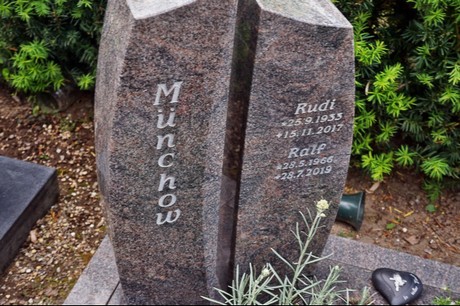 Münchow
Rudi
*25.9.1933
+15.11.2017
Ralf
*28.5.1966
+28.7.2019